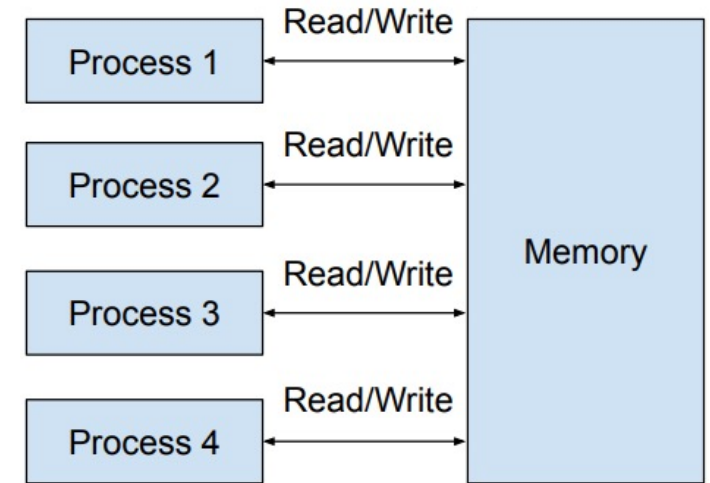 Read/Write
Process 1
Read/Write
Process 2
Memory
Read/Write
Process 3
Read/Write
Process 4